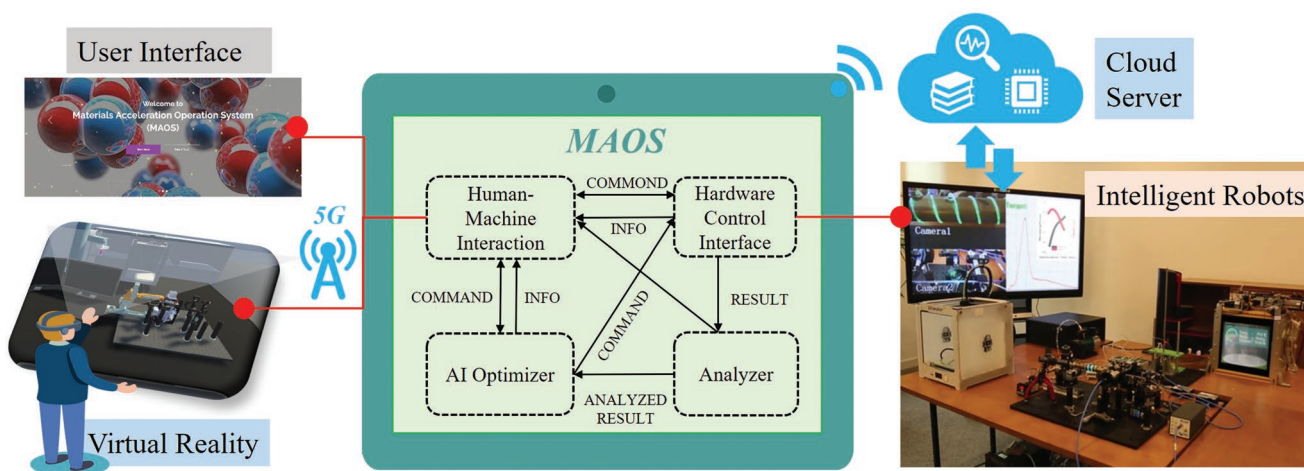 User Interface
Welcome to
Materials Acceleration Operation System
(MAOS)
5G
Virtual Reality
MAOS
Human-
Machine
Interaction
COMMOND
INFO
Hardware
Control
Interface
COMMAND
INFO
COMMAND
RESULT
AI Optimizer
ANALYZED
RESULT
Analyzer
Cloud
Server
Intelligent Robots
Camera1
Camera2
Target